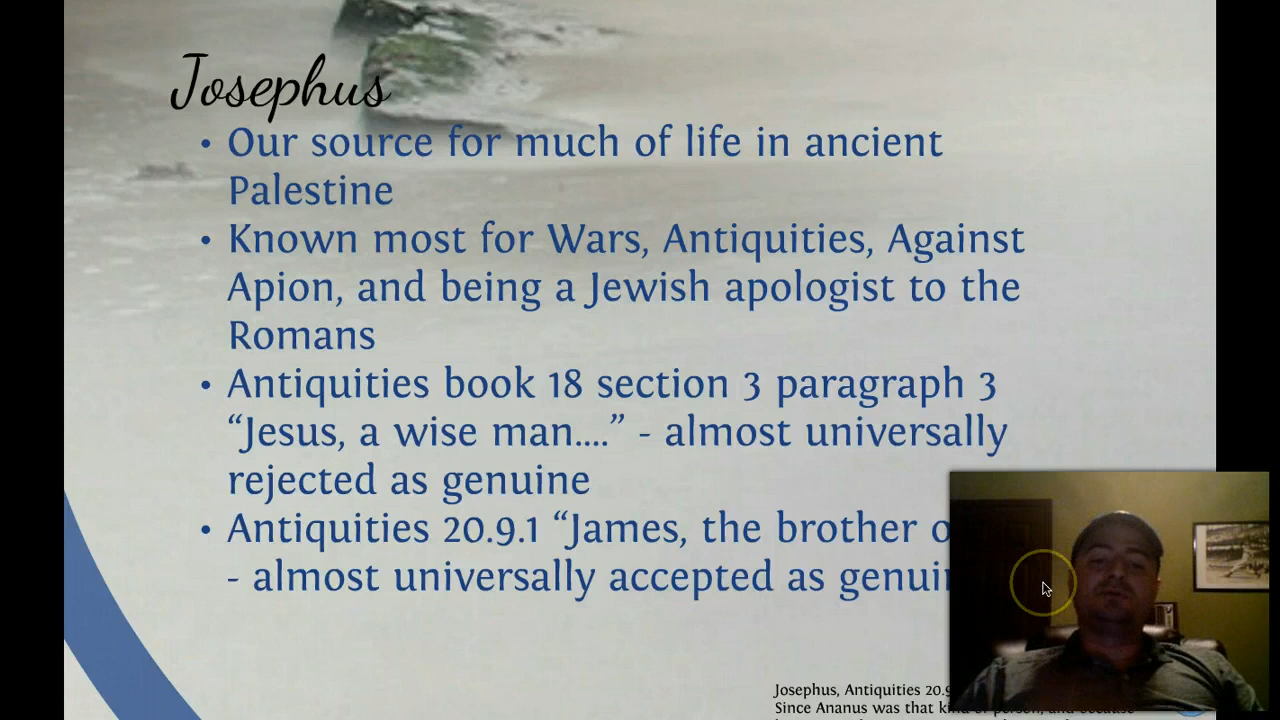 Josephus
• Our source for much of life in ancient
Palestine
• Known most for Wars, Antiquities, Against
Apion, and being a Jewish apologist to the
Romans
• Antiquities book 18 section 3 paragraph 3
“Jesus, a wise man....” - almost universally
rejected as genuine
• Antiquities 20.9.1 “James, the brother
- almost universally accepted as
Josephus, Antiquities
Since Ananus was that kind of person, and because